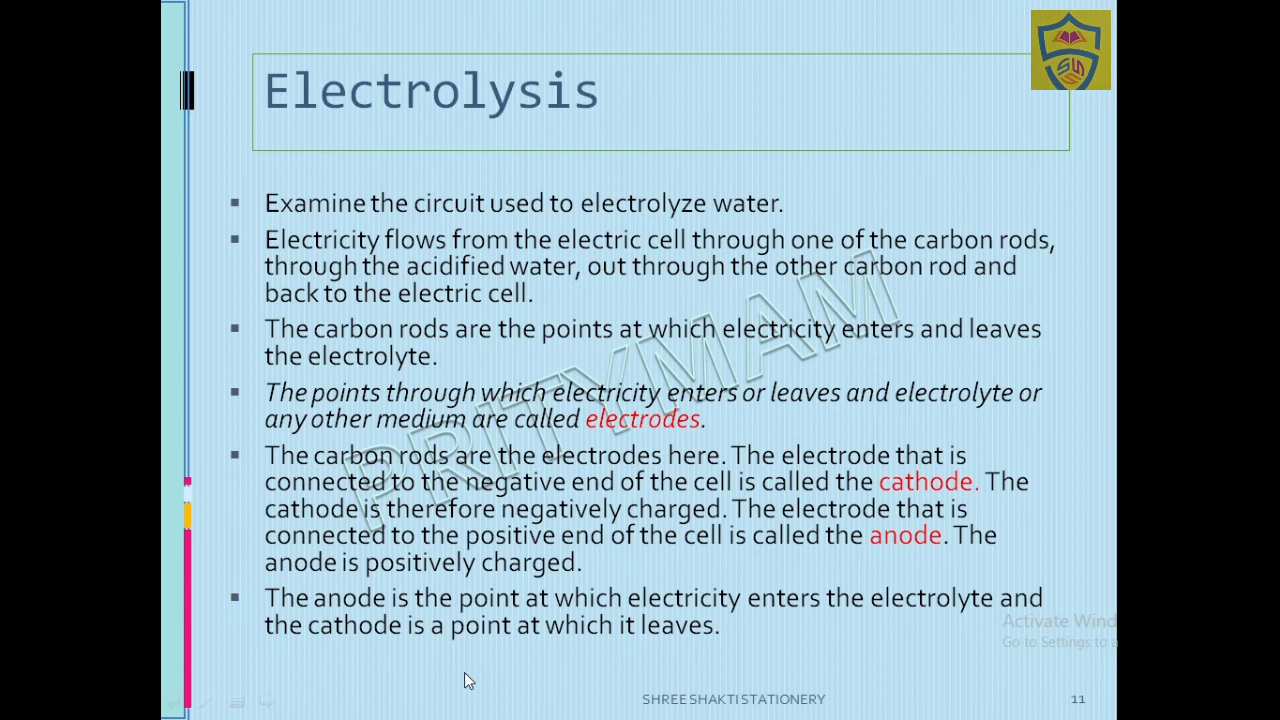 Electrolysis
Examine the circuit used to electrolyze water.
Electricity flows from the electric cell through one of the carbon rods,
through the acidified water, out through the other carbon rod and
back to the electric cell.
The carbon rods are the points at which electricity enters and leaves
the electrolyte.
The points through which electricity enters or leaves and electrolyte or
any other medium are called electrodes.
The carbon rods are the electrodes here. The electrode that is
connected to the negative end of the cell is called the cathode. The
cathode is therefore negatively charged. The electrode that is
connected to the positive end of the cell is called the anode. The
anode is positively charged.
The anode is the point at which electricity enters the electrolyte and
the cathode is a point at which it leaves.
PRITYMAM
Activate Wind
Go to Settings to a
SHREE SHAKTI STATIONERY
11